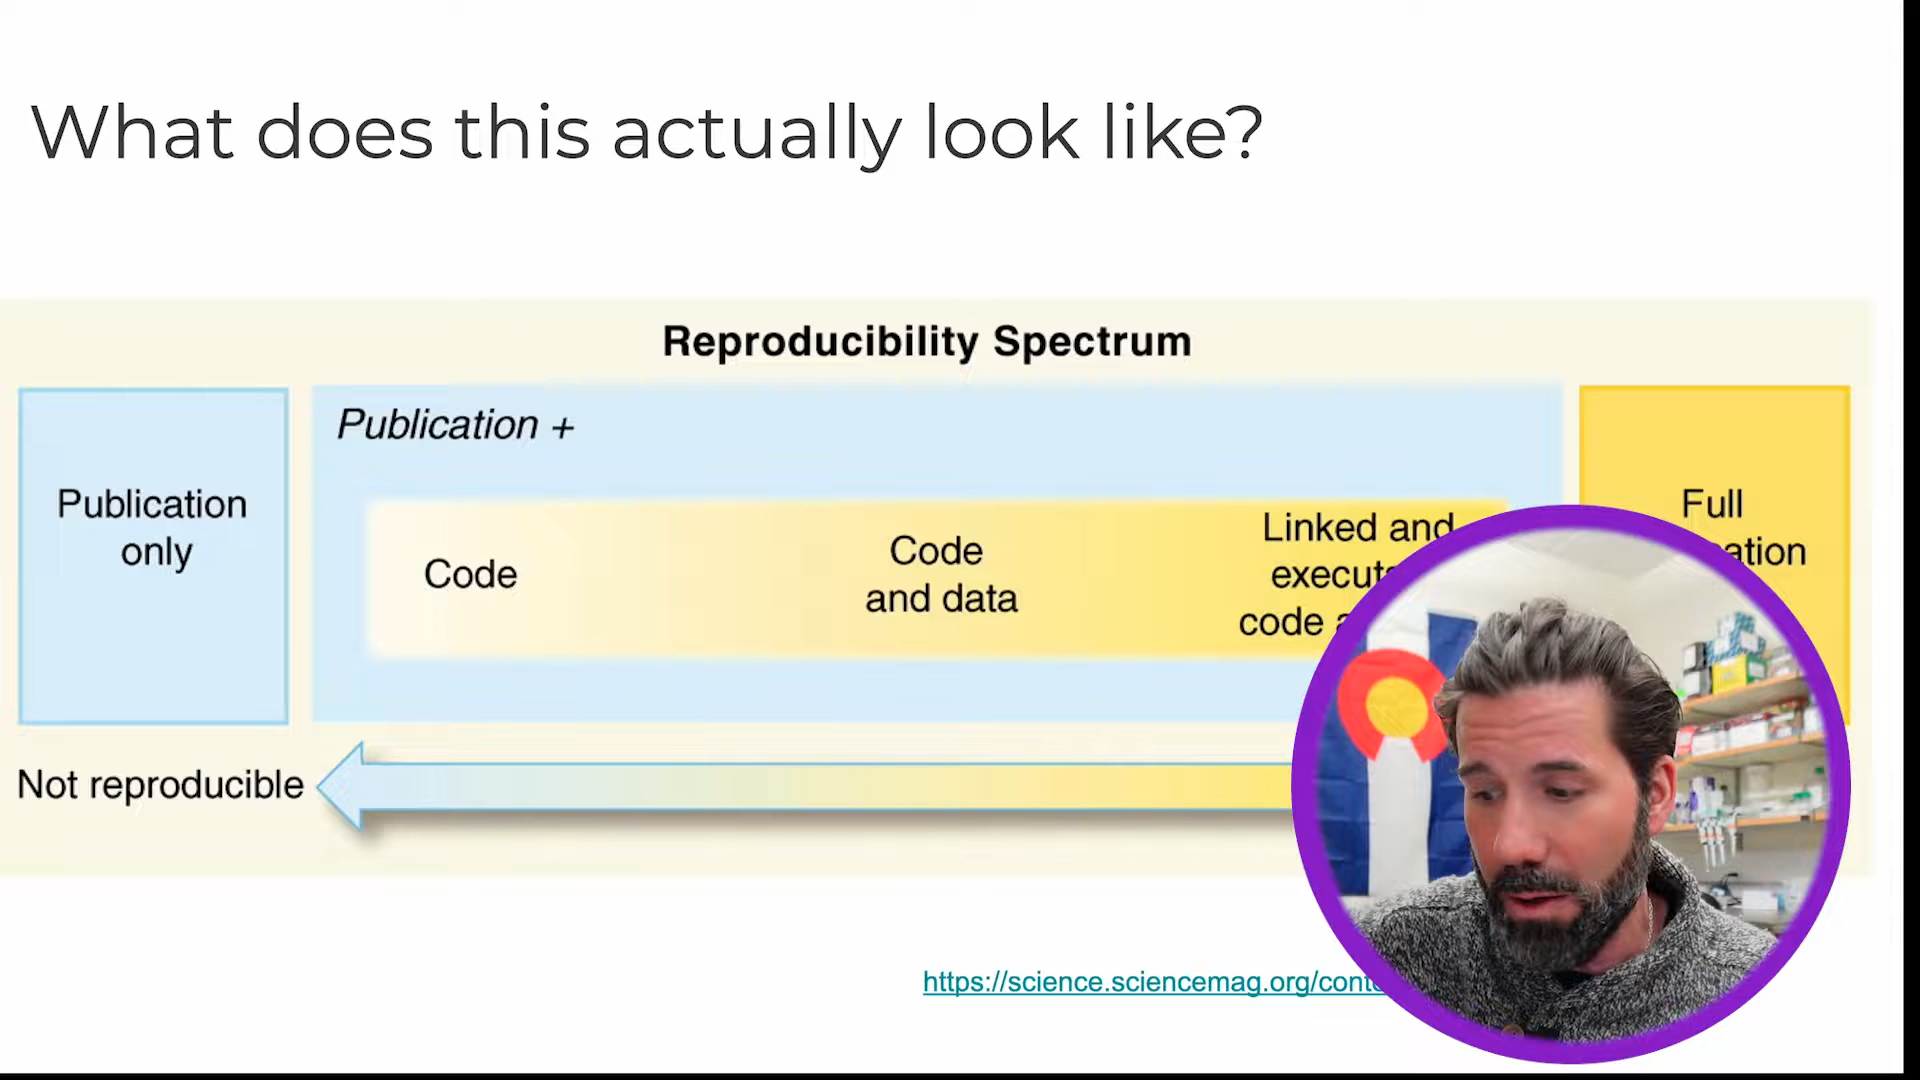 What does this actually look like?
Reproducibility Spectrum
Publication
only
Publication +
Code
Code
and data
Linked and
code
Full
Not reproducible
https://science.sciencemag.org/cont